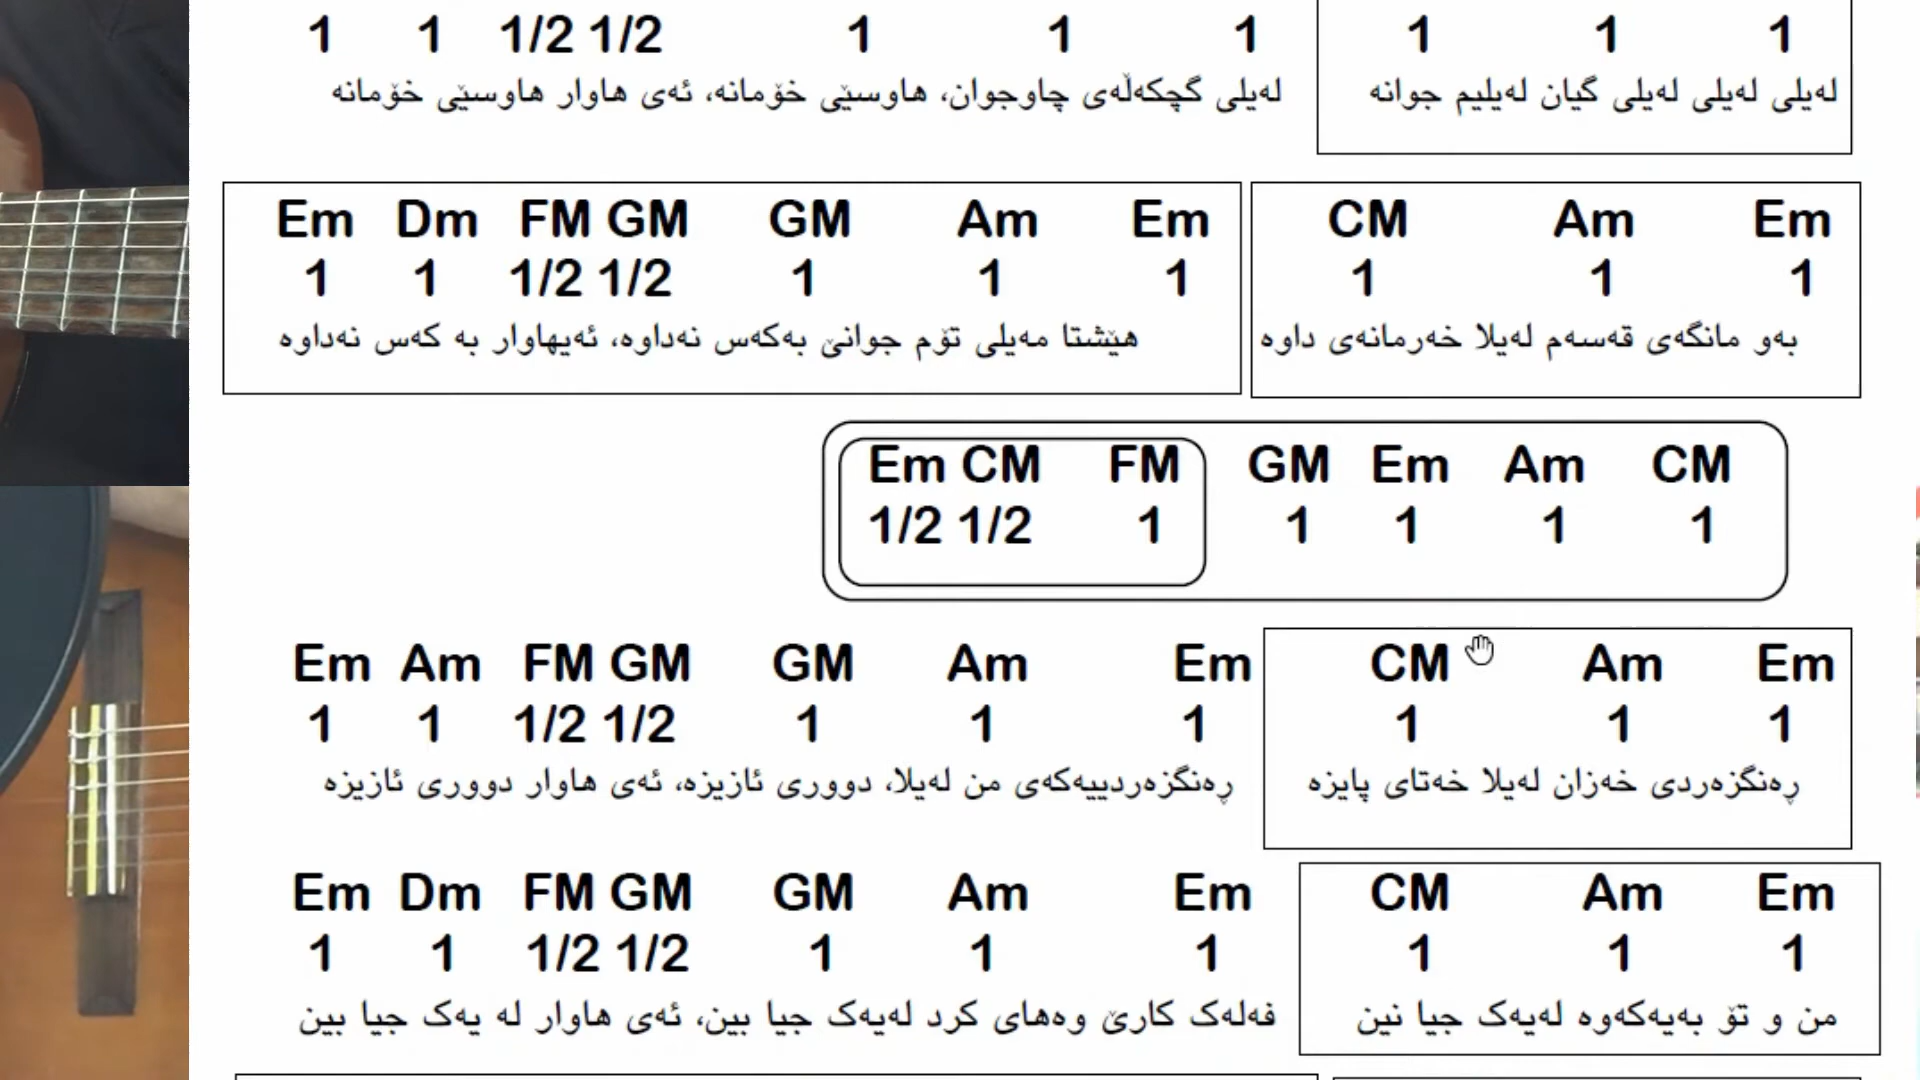 1 1 1/2 1/2 1 1 1 1 1 1
لەیلی لەیلی لەیلی گیان لەیلیم جوانە
لەیلی گچکەڵەی چاوجوان، هاوسێی خۆمانە، ئەی هاوار هاوسێی خۆمانە
Em Dm FM GM GM Am Em CM Am Em
1 1 1/2 1/2 1 1 1 1 1 1
بەو مانگەی قەسەم لەیلا خەرمانەی داوە
هێشتا مەیلی تۆم جوانێ بەکەس نەداوە، ئەیهاوار بە کەس نەداوە
Em CM FM GM Em Am CM
1/2 1/2 1 1 1 1 1
Em Am FM GM GM Am Em CM Am Em
1 1 1/2 1/2 1 1 1 1 1 1
ڕەنگزەردی خەزان لەیلا خەتای پایزە
ڕەنگزەردییەکەی من لەیلا، دووری ئازیزە، ئەی هاوار دووری ئازیزە
Em Dm FM GM GM Am Em CM Am Em
1 1 1/2 1/2 1 1 1 1 1 1
من و تۆ بەیەکەوە لەیەک جیا نین
فەلەک کارێ وەهای کرد لەیەک جیا بین، ئەی هاوار لە یەک جیا بین